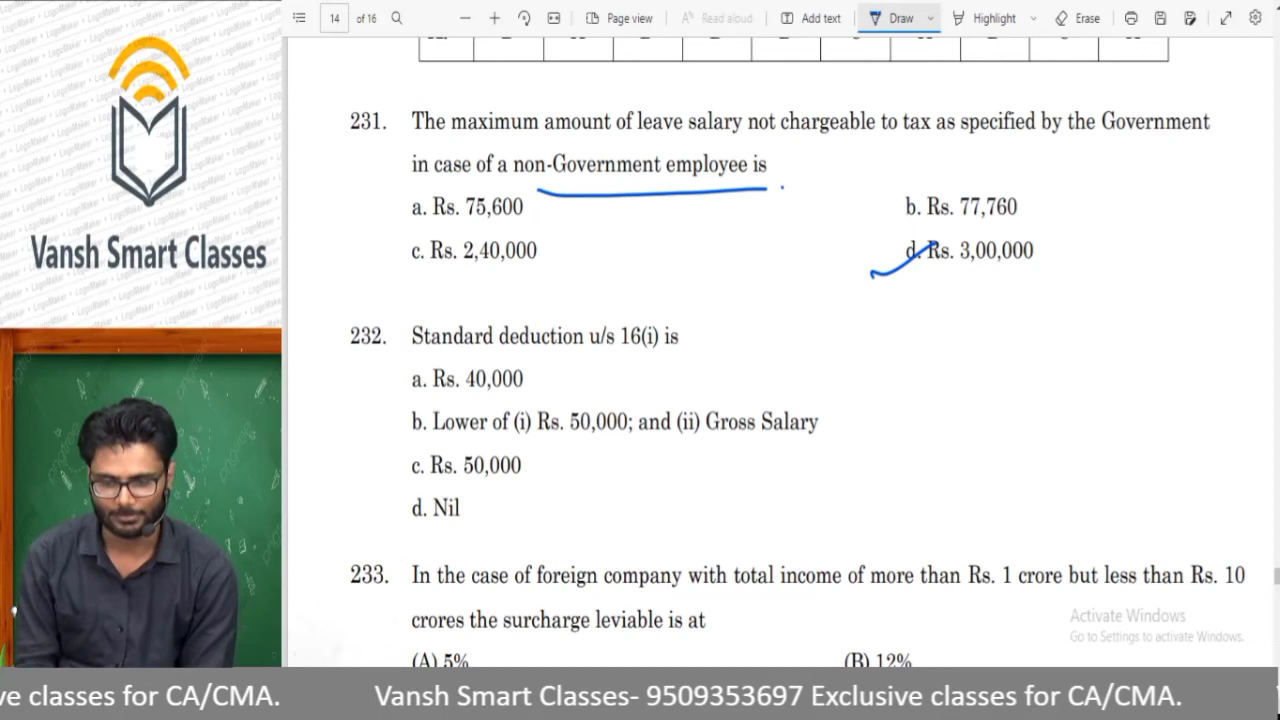 14 of 16 Page view Read aloud Add text Draw Highlight Erase
231. The maximum amount of leave salary not chargeable to tax as specified by the Government
in case of a non-Government employee is
a. Rs. 75,600 b. Rs. 77,760
c. Rs. 2,40,000 d. Rs. 3,00,000
Vansh Smart Classes
232. Standard deduction u/s 16(i) is
a. Rs. 40,000
b. Lower of (i) Rs. 50,000; and (ii) Gross Salary
c. Rs. 50,000
d. Nil
233. In the case of foreign company with total income of more than Rs. 1 crore but less than Rs. 10
crores the surcharge leviable is at
(A) 5% (B) 12%
Activate Windows
Go to Settings to activate Windows.
ve classes for CA/CMA. Vansh Smart Classes- 9509353697 Exclusive classes for CA/CMA.